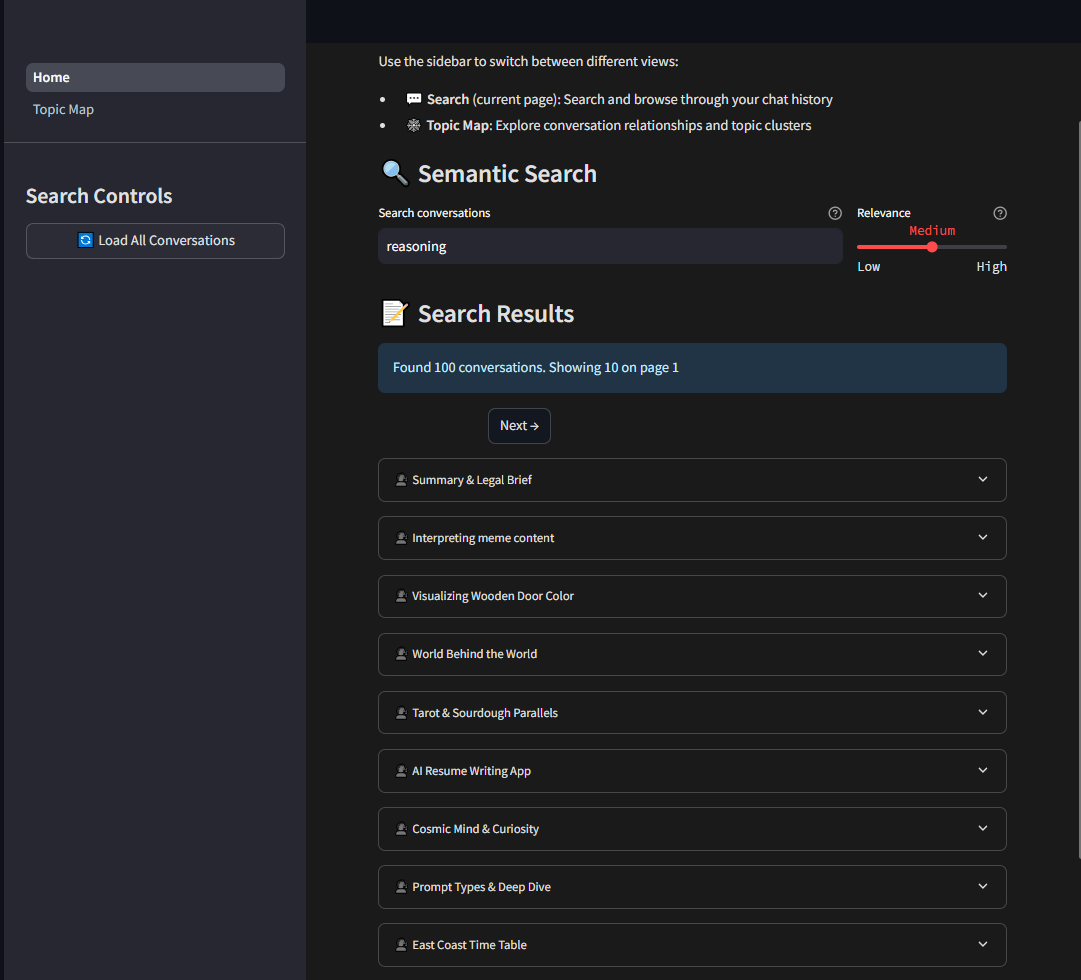 Home
Topic Map
Search Controls
Load All Conversations
Use the sidebar to switch between different views:
Search (current page): Search and browse through your chat history
Topic Map: Explore conversation relationships and topic clusters
Semantic Search
Search conversations
Relevance
Medium
reasoning
Low High
Search Results
Found 100 conversations. Showing 10 on page 1
Next →
Summary & Legal Brief
Interpreting meme content
Visualizing Wooden Door Color
World Behind the World
Tarot & Sourdough Parallels
AI Resume Writing App
Cosmic Mind & Curiosity
Prompt Types & Deep Dive
East Coast Time Table